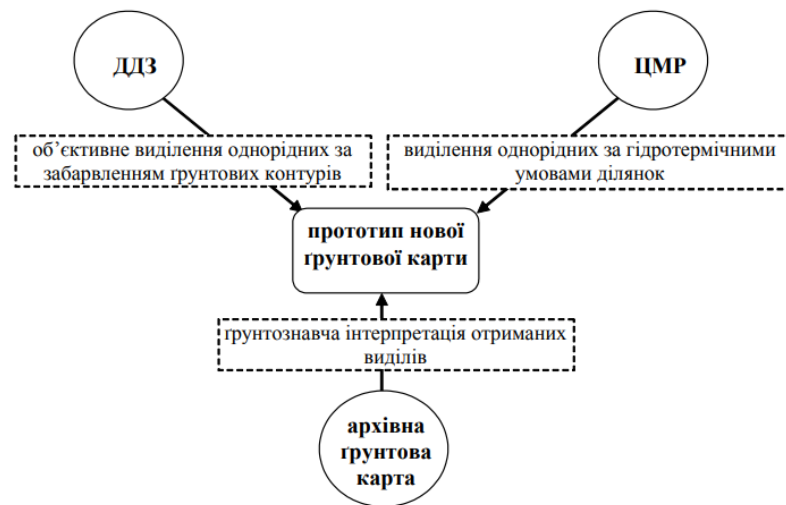 ДДЗ
ЦМР
об’єктивне виділення однорідних за
забарвленням ґрунтових контурів
виділення однорідних за гідротермічними
умовами ділянок
прототип нової
ґрунтової карти
ґрунтознавча інтерпретація отриманих
виділів
архівна
ґрунтова
карта